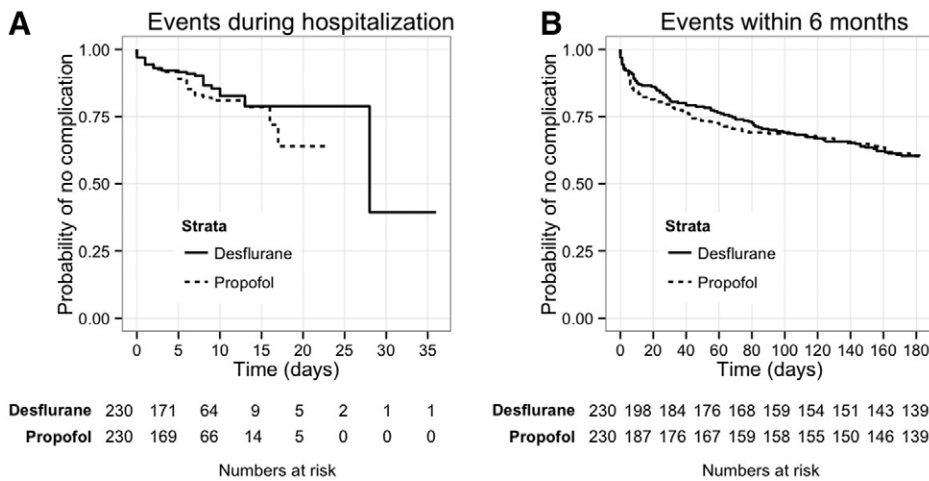 A Events during hospitalization
Probability of no complication
1.00
0.75
0.50
0.25
0.00
Strata
Desflurane
Propofol
0 5 10 15 20 25 30 35
Time (days)
Desflurane 230 171 64 9 5 2 1 1
Propofol 230 169 66 14 5 0 0 0
Numbers at risk
B Events within 6 months
Probability of no complication
1.00
0.75
0.50
0.25
0.00
Strata
Desflurane
Propofol
0 20 40 60 80 100 120 140 160 180
Time (days)
Desflurane 230 198 184 176 168 159 154 151 143 139
Propofol 230 187 176 167 159 158 155 150 146 139
Numbers at risk